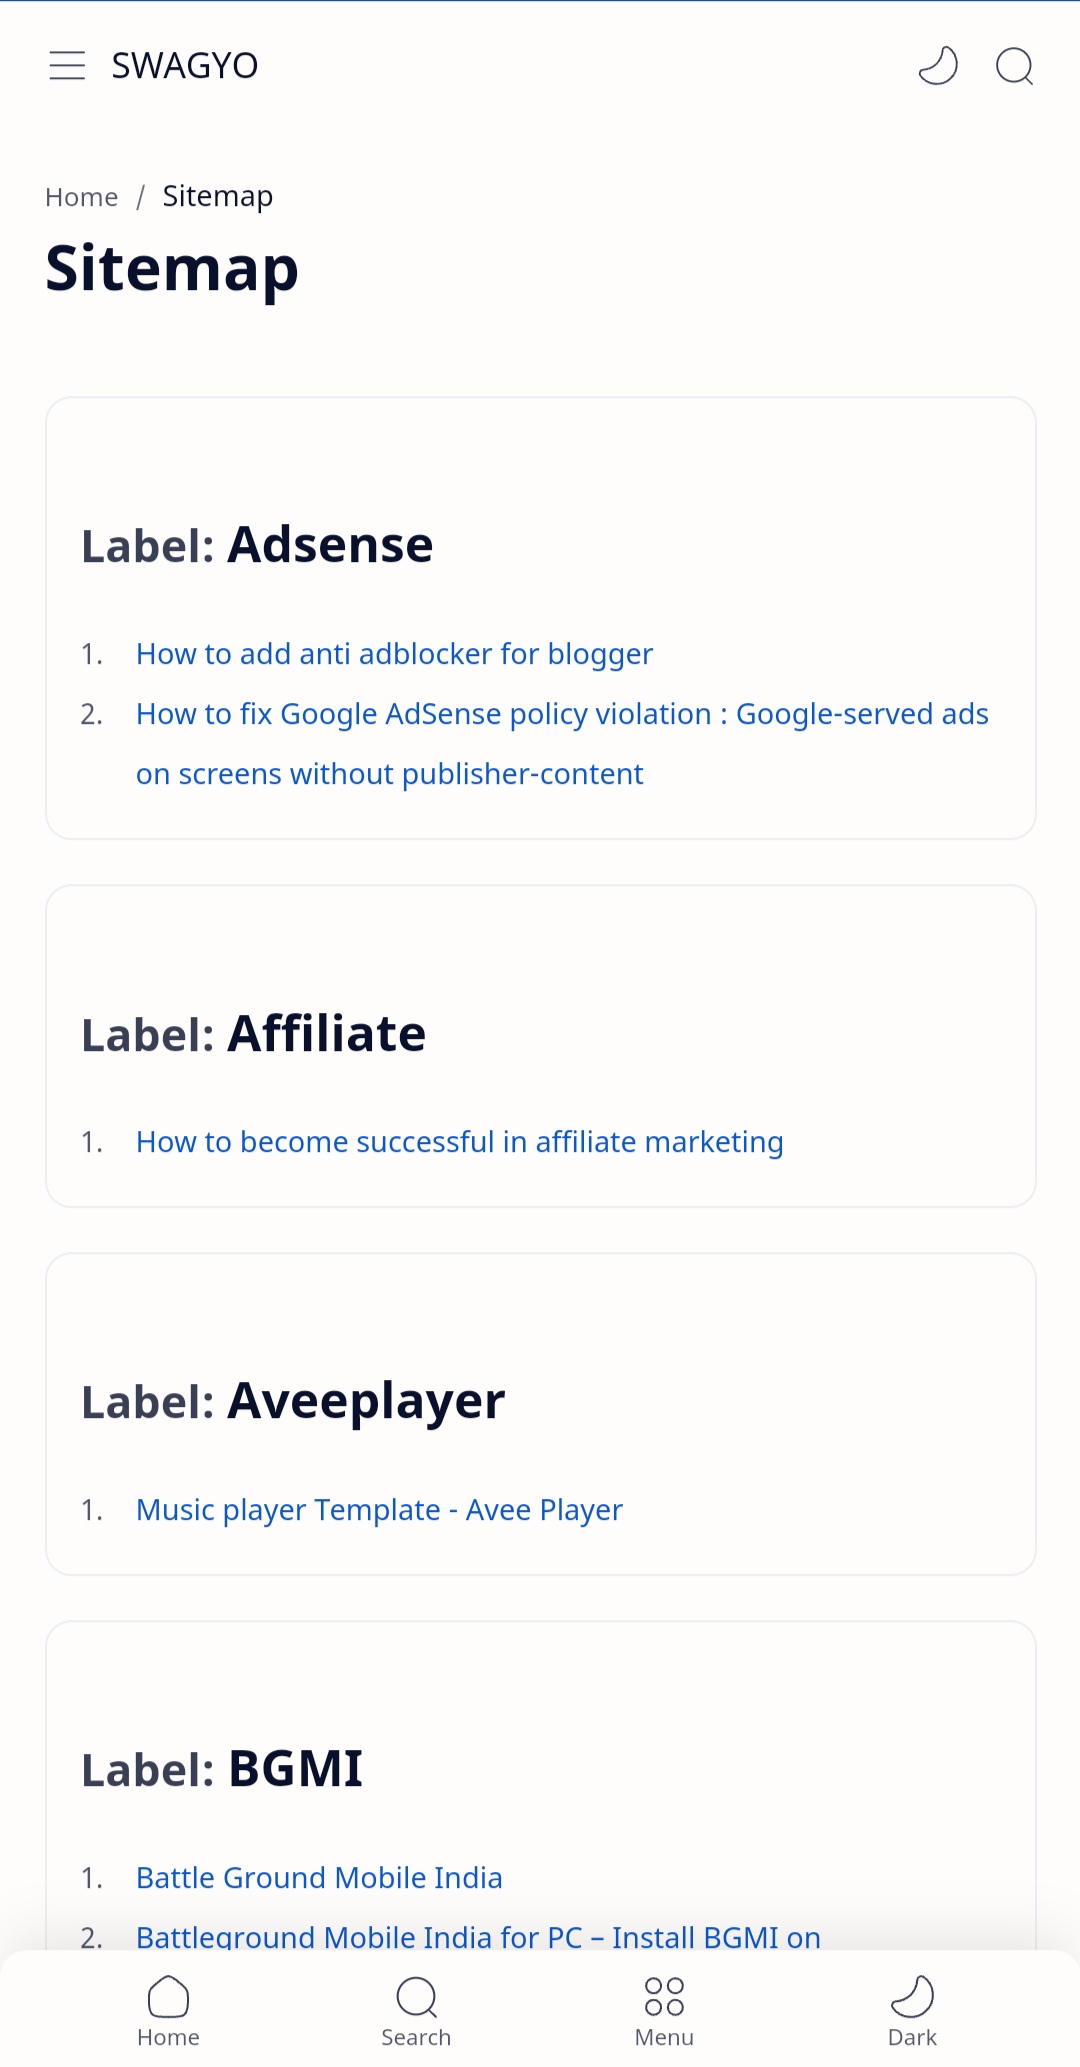 SWAGYO
Home / Sitemap
Sitemap
Label: Adsense
1. How to add anti adblocker for blogger
2. How to fix Google AdSense policy violation : Google-served ads
on screens without publisher-content
Label: Affiliate
1. How to become successful in affiliate marketing
Label: Aveeplayer
1. Music player Template - Avee Player
Label: BGMI
1. Battle Ground Mobile India
2. Battleground Mobile India for PC – Install BGMI on
Home Search Menu Dark